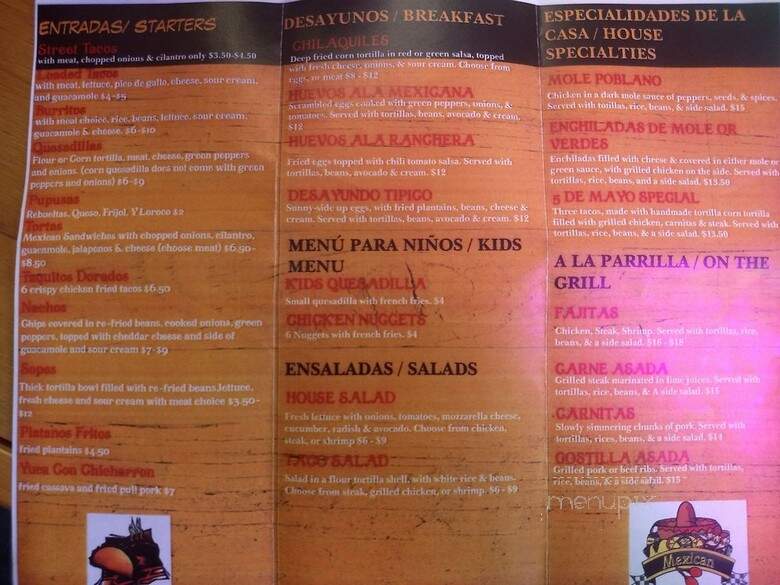 ENTRADAS/ STARTERS
Street Tacos
with meat, chopped onions & cilantro only $3.50-$4.50
Loaded Tacos
with meat, lettuce, pico de gallo, cheese, sour cream,
and guacamole $4-$5
Burritos
with meat choice, rice, beans, lettuce, sour cream,
guacamole & cheese. $6-$10
Quesadillas
Flour or Corn tortilla, meat, cheese, green peppers
and onions. (corn quesadilla does not come with green
peppers and onions) $6-$9
Pupusas
Rebueltas, Queso, Frijol, Y Loroco $2
Tortas
Mexican Sandwiches with chopped onions, cilantro,
guacamole, jalapenos & cheese (choose meat) $6.50-
$8.50
Taquitos Dorados
6 crispy chicken fried tacos $6.50
Nachos
Chips covered in re-fried beans, cooked onions, green
peppers, topped with cheddar cheese and side of
guacamole and sour cream $7-$9
Sopes
Thick tortilla bowl filled with re-fried beans,lettuce,
fresh cheese and sour cream with meat choice $3.50-
$12
Platanos Fritos
fried plantains $4.50
Yuca Con Chicharron
fried cassava and fried pull pork $7
DESAYUNOS / BREAKFAST
CHILAQUILES
Deep fried corn tortilla in red or green salsa, topped
with fresh cheese, onions, & sour cream. Choose from
eggs, or meat $8 - $12
HUEVOS ALA MEXICANA
Scrambled eggs cooked with green peppers, onions, &
tomatoes. Served with tortillas, beans, avocado & cream.
$12
HUEVOS ALA RANCHERA
Fried eggs topped with chili tomato salsa. Served with
tortillas, beans, avocado & cream. $12
DESAYUNDO TIPICO
Sunny-side up eggs, with fried plantains, beans, cheese &
cream. Served with tortillas, beans, avocado & cream. $12
MENÚ PARA NIÑOS / KIDS
MENU
KIDS QUESADILLA
Small quesadilla with french fries. $4
CHICKEN NUGGETS
6 Nuggets with french fries. $4
ENSALADAS / SALADS
HOUSE SALAD
Fresh lettuce with onions, tomatoes, mozzarella cheese,
cucumber, radish & avocado. Choose from chicken,
steak, or shrimp $6 - $9
TACO SALAD
Salad in a flour tortilla shell, with white rice & beans.
Choose from steak, grilled chicken, or shrimp. $6 - $9
ESPECIALIDADES DE LA
CASA / HOUSE
SPECIALTIES
MOLE POBLANO
Chicken in a dark mole sauce of peppers, seeds, & spices.
Served with torillas, rice, beans, & side salad. $15
ENCHILADAS DE MOLE OR
VERDES
Enchiladas filled with cheese & covered in either mole or
green sauce, with grilled chicken on the side. Served with
tortillas, rice, beans, and a side salad. $13.50
5 DE MAYO SPECIAL
Three tacos, made with handmade tortilla corn tortilla
filled with grilled chicken, carnitas & steak. Served with
tortillas, rice, beans, & a side salad. $13.50
A LA PARRILLA / ON THE
GRILL
FAJITAS
Chicken, Steak, Shrimp. Served with tortillas, rice,
beans, & a side salad. $16 - $18
CARNE ASADA
Grilled steak marinated in lime juices. Served with
tortillas, rice, beans, & A side salad. $15
CARNITAS
Slowly simmering chunks of pork. Served with
tortillas, rices, beans, & a side salad. $14
COSTILLA ASADA
Grilled pork or beef ribs. Served with tortillas,
rice, beans, & a side salad. $15
menupix
Mexican